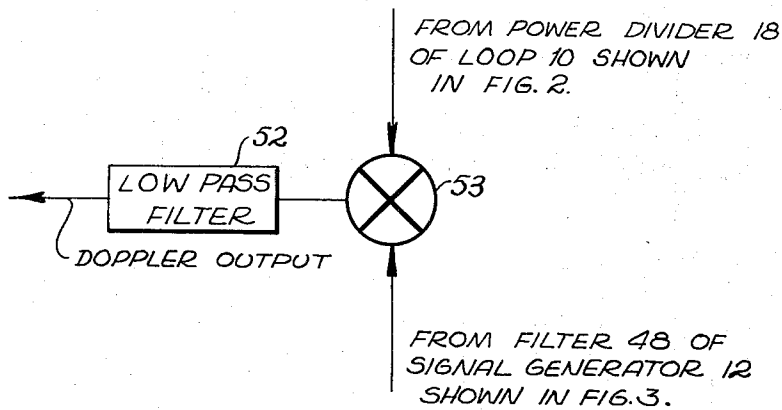 FROM POWER DIVIDER 18
OF LOOP 10 SHOWN
IN FIG. 2.
52
LOW PASS
FILTER
53
DOPPLER OUTPUT
FROM FILTER 48 OF
SIGNAL GENERATOR 12
SHOWN IN FIG. 3.